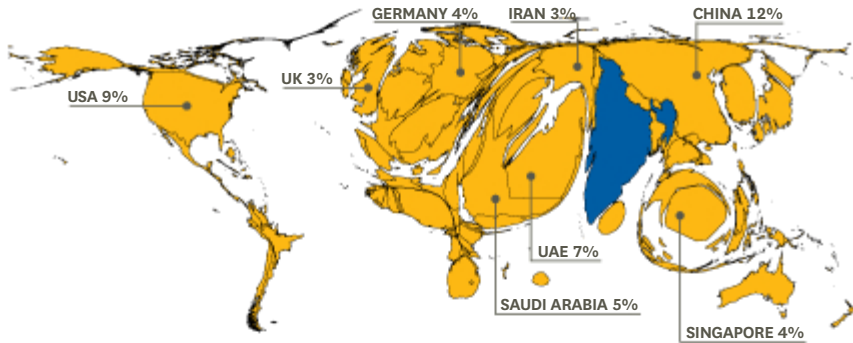 GERMANY 4%
IRAN 3%
CHINA 12%
UK 3%
USA 9%
UAE 7%
SAUDI ARABIA 5%
SINGAPORE 4%